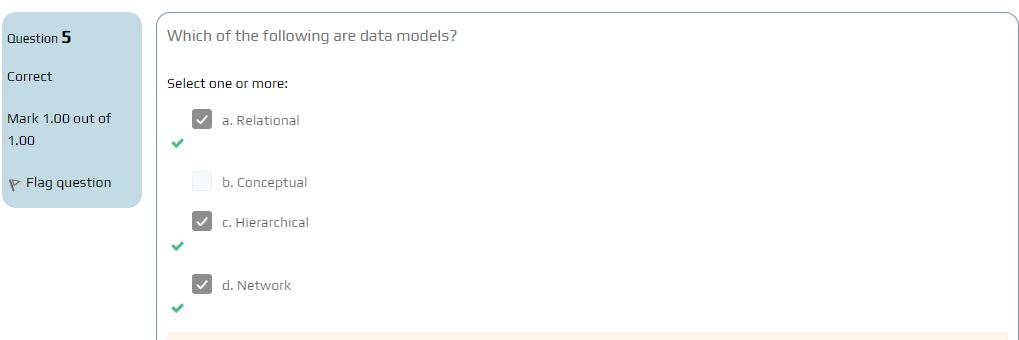 Question 5
Correct
Mark 1.00 out of
1.00
Flag question
Which of the following are data models?
Select one or more:
a. Relational
b. Conceptual
c. Hierarchical
d. Network